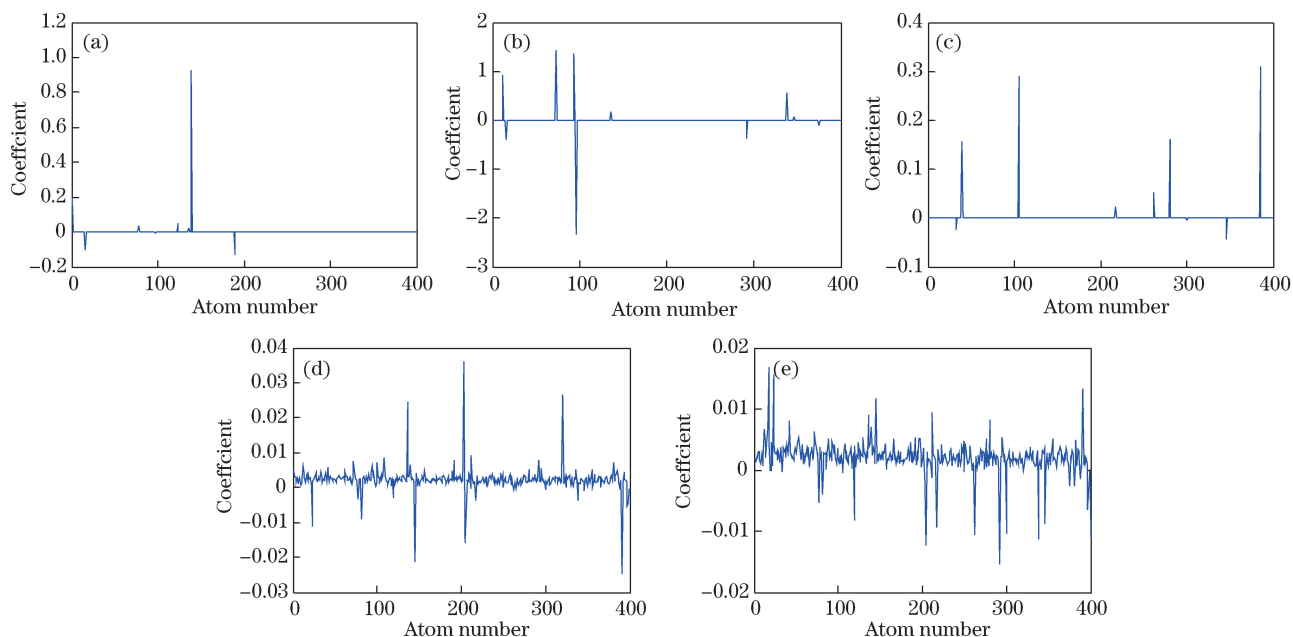 (a)
1.2
1.0
0.8
0.6
0.4
0.2
0
−0.2
Coeffcient
0 100 200 300 400
Atom number
(b)
2
1
0
−1
−2
−3
Coeffcient
0 100 200 300 400
Atom number
(c)
0.4
0.3
0.2
0.1
0
−0.1
Coeffcient
0 100 200 300 400
Atom number
(d)
0.04
0.03
0.02
0.01
0
−0.01
−0.02
−0.03
Coeffcient
0 100 200 300 400
Atom number
(e)
0.02
0.01
0
−0.01
−0.02
Coeffcient
0 100 200 300 400
Atom number